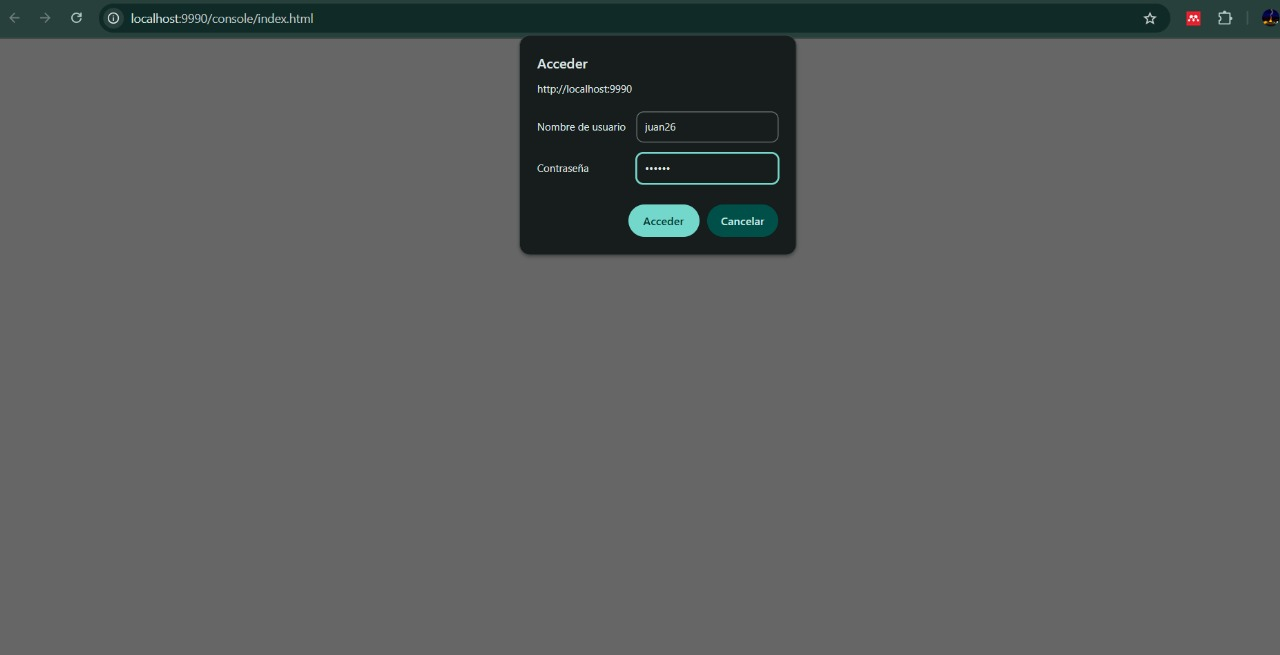 localhost:9990/console/index.html
Acceder
http://localhost:9990
Nombre de usuario juan26
Contraseña ••••••
Acceder Cancelar